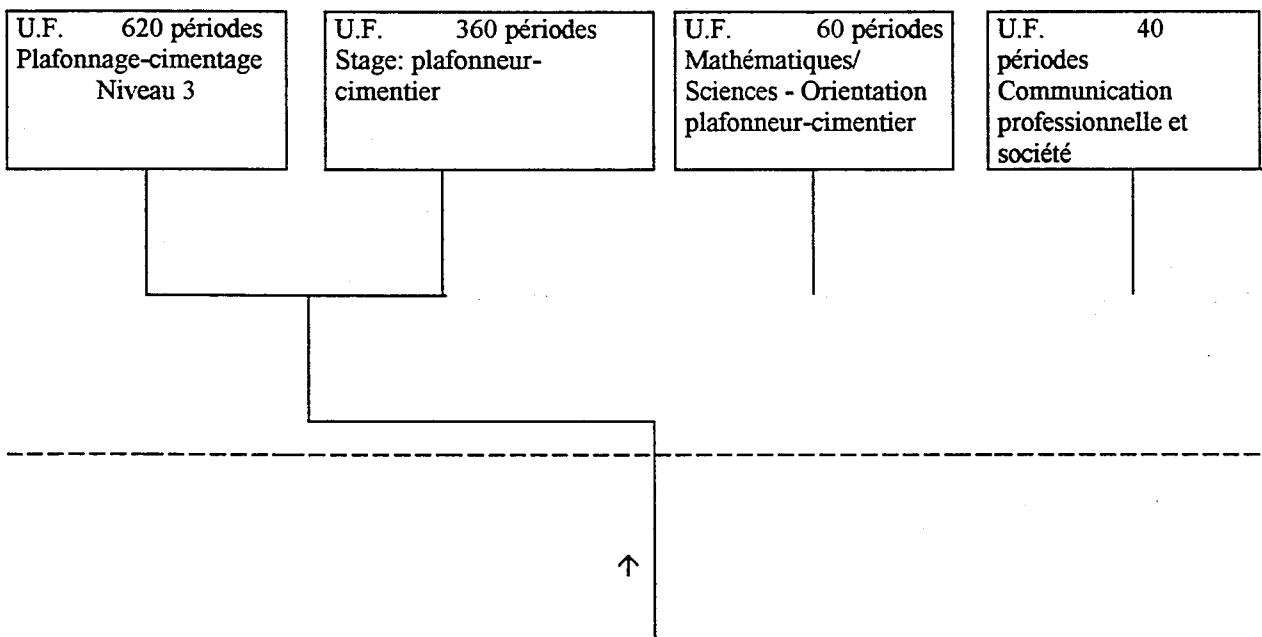 U.F. 620 périodes
Plafonnage-cimentage
Niveau 3
U.F. 360 périodes
Stage: plafonneur-
cimentier
U.F. 60 périodes
Mathématiques/
Sciences - Orientation
plafonneur-cimentier
U.F. 40
périodes
Communication
professionnelle et
société